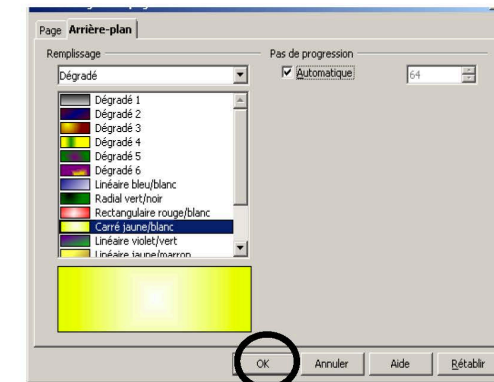 Page Arrière-plan
Remplissage
Pas de progression
Dégradé
Automatique
64
Dégradé 1
Dégradé 2
Dégradé 3
Dégradé 4
Dégradé 5
Dégradé 6
Linéaire bleu/blanc
Radial vert/noir
Rectangulaire rouge/blanc
Carré jaune/blanc
Linéaire violet/vert
Linéaire jaune/marron
OK Annuler Aide Rétablir